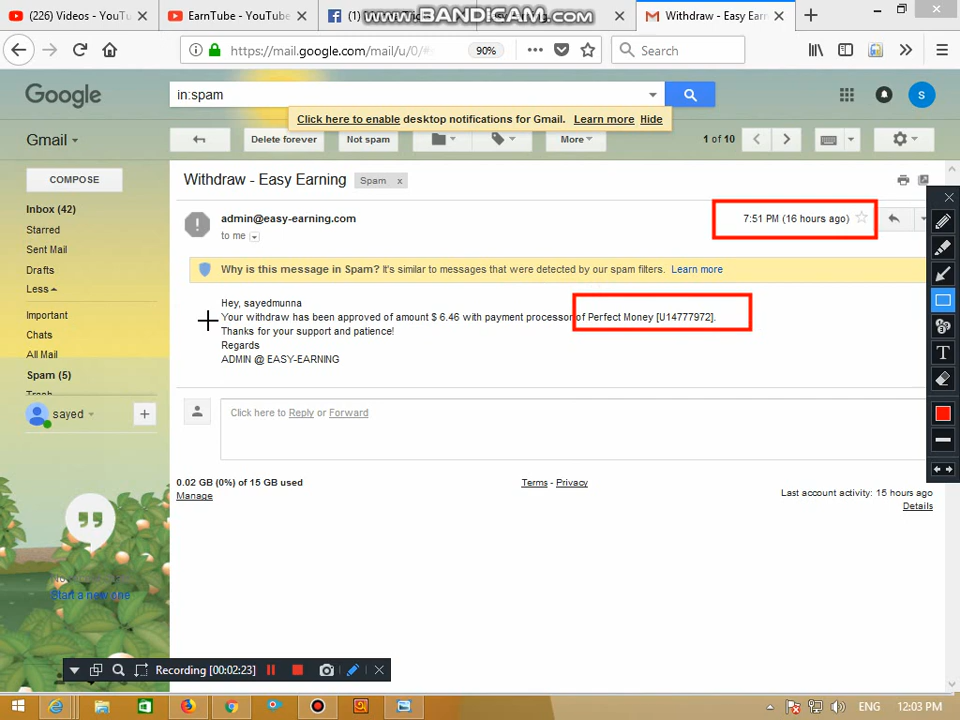 (226) Videos - YouTu
EarnTube - YouTube
(1)
www.BANDICAM.com
Withdraw - Easy Earn
https://mail.google.com/mail/u/0/#
90%
Search
Google
in:spam
S
Click here to enable desktop notifications for Gmail. Learn more Hide
Gmail
Delete forever
Not spam
More
1 of 10
COMPOSE
Withdraw - Easy Earning
Spam x
Inbox (42)
Starred
Sent Mail
Drafts
Less
Important
Chats
All Mail
Spam (5)
Trash
admin@easy-earning.com
to me
7:51 PM (16 hours ago)
Why is this message in Spam? It's similar to messages that were detected by our spam filters. Learn more
Hey, sayedmunna
Your withdraw has been approved of amount $ 6.46 with payment processor of Perfect Money [U14777972].
Thanks for your support and patience!
Regards
ADMIN @ EASY-EARNING
sayed
Click here to Reply or Forward
0.02 GB (0%) of 15 GB used
Manage
Terms - Privacy
Last account activity: 15 hours ago
Details
Start a new one
Recording [00:02:23]
T
ENG
12:03 PM